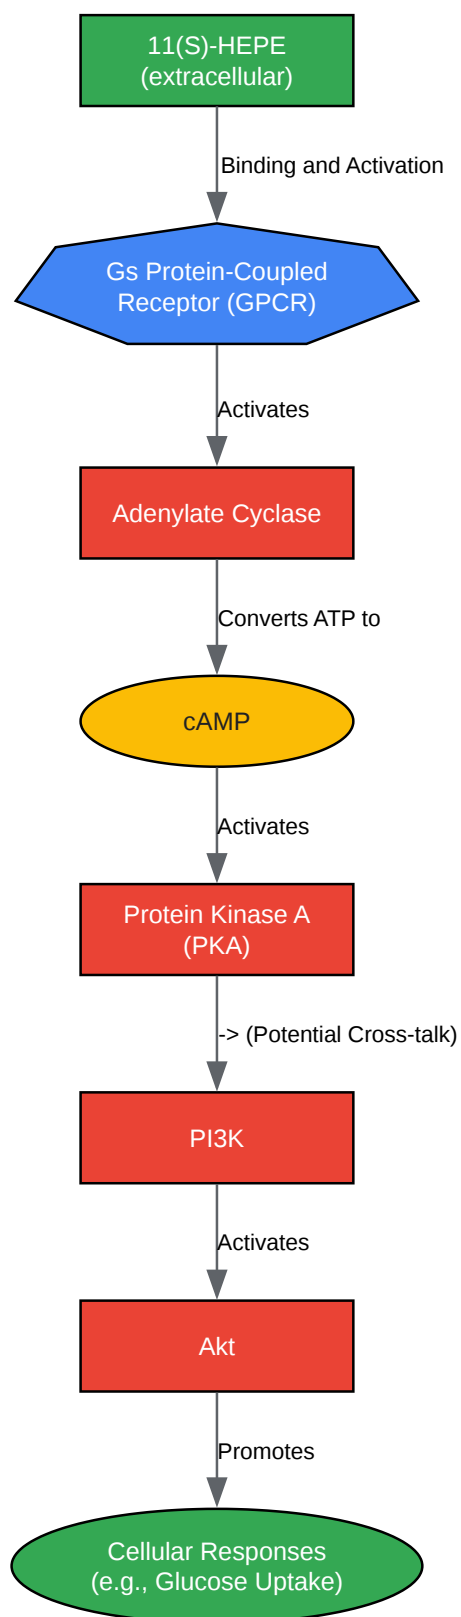 11(S)-HEPE
(extracellular)
Binding and Activation
Gs Protein-Coupled
Receptor (GPCR)
Activates
Adenylate Cyclase
Converts ATP to
cAMP
Activates
Protein Kinase A
(PKA)
-> (Potential Cross-talk)
PI3K
Activates
Akt
Promotes
Cellular Responses
(e.g., Glucose Uptake)